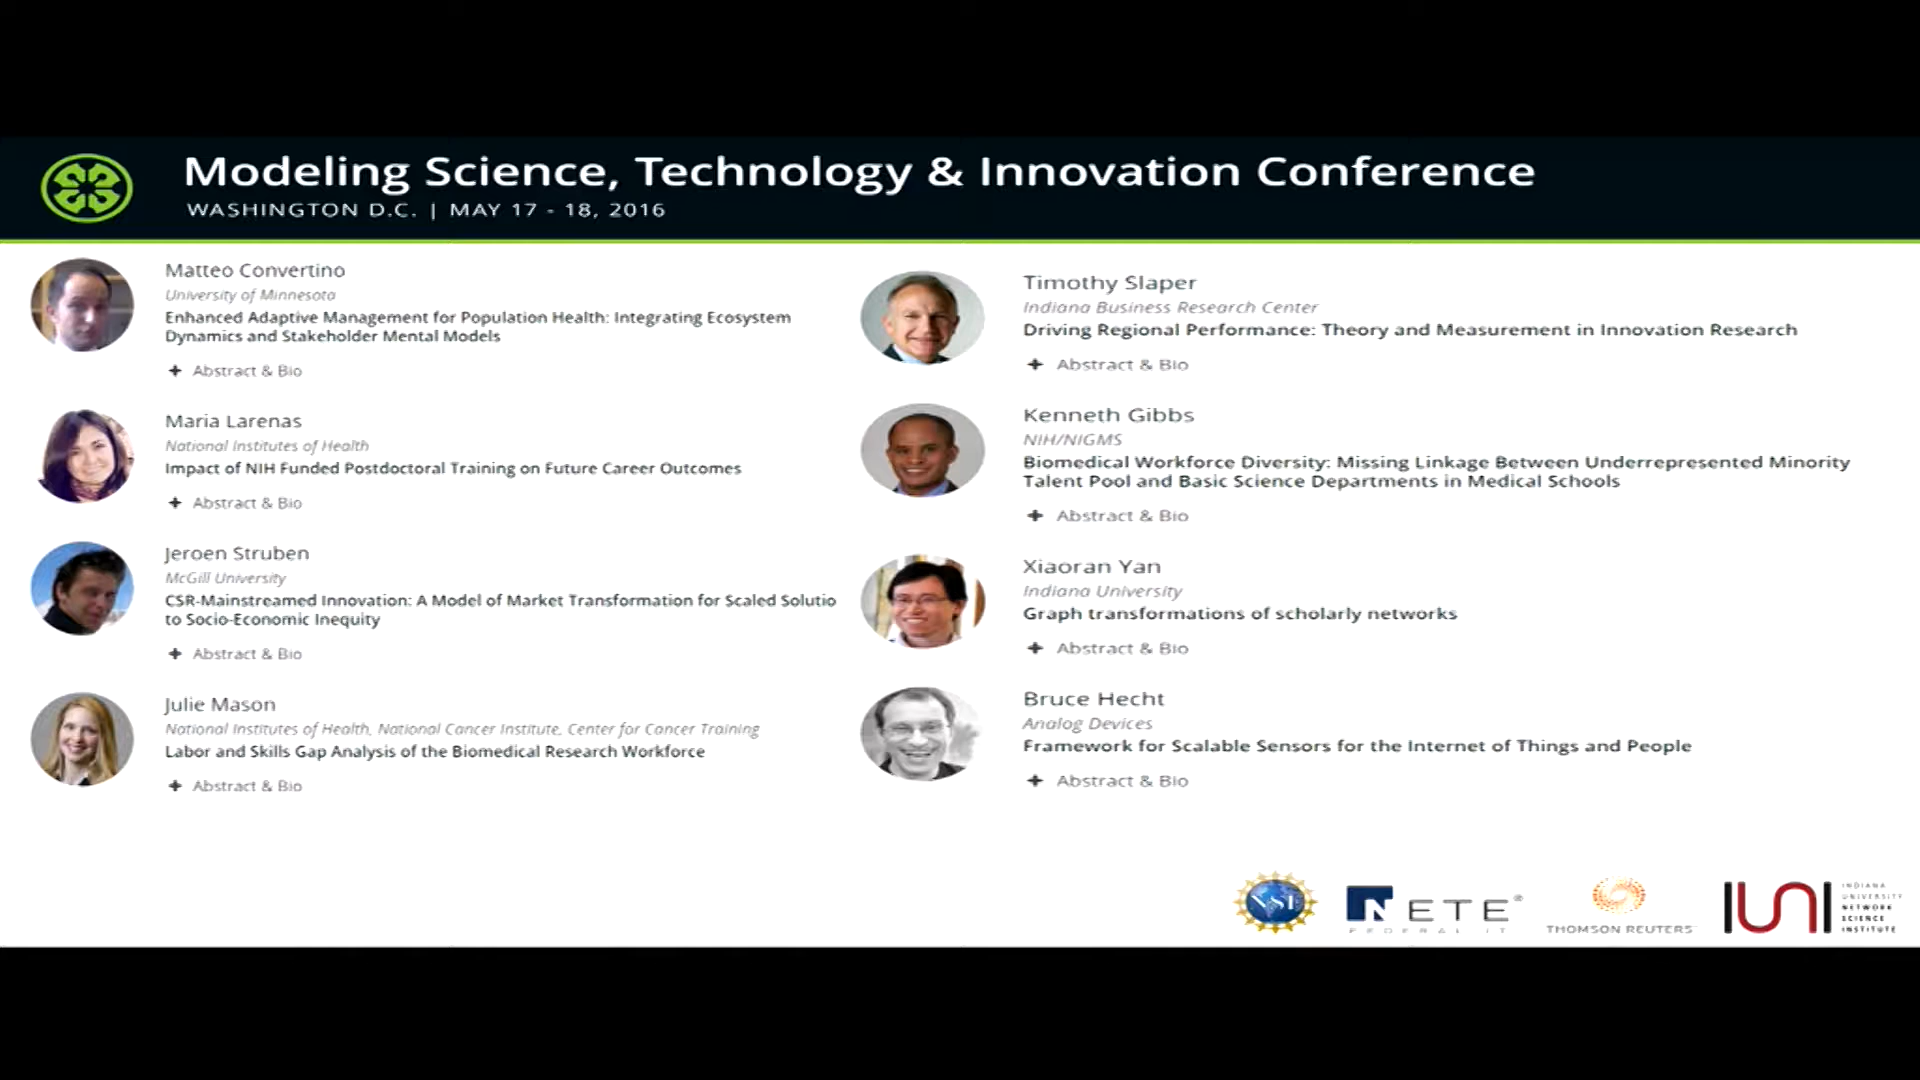 Modeling Science, Technology & Innovation Conference
WASHINGTON D.C. | MAY 17 - 18, 2016
Matteo Convertino
University of Minnesota
Enhanced Adaptive Management for Population Health: Integrating Ecosystem
Dynamics and Stakeholder Mental Models
+ Abstract & Bio
Maria Larenas
National Institutes of Health
Impact of NIH Funded Postdoctoral Training on Future Career Outcomes
+ Abstract & Bio
Jeroen Struben
McGill University
CSR-Mainstreamed Innovation: A Model of Market Transformation for Scaled Solutio
to Socio-Economic Inequity
+ Abstract & Bio
Julie Mason
National Institutes of Health, National Cancer Institute, Center for Cancer Training
Labor and Skills Gap Analysis of the Biomedical Research Workforce
+ Abstract & Bio
Timothy Slaper
Indiana Business Research Center
Driving Regional Performance: Theory and Measurement in Innovation Research
+ Abstract & Bio
Kenneth Gibbs
NIH/NIGMS
Biomedical Workforce Diversity: Missing Linkage Between Underrepresented Minority
Talent Pool and Basic Science Departments in Medical Schools
+ Abstract & Bio
Xiaoran Yan
Indiana University
Graph transformations of scholarly networks
+ Abstract & Bio
Bruce Hecht
Analog Devices
Framework for Scalable Sensors for the Internet of Things and People
+ Abstract & Bio
NSF
NETE®
FEDERAL IT
THOMSON REUTERS
IUNI
INDIANA
UNIVERSITY
NETWORK
SCIENCE
INSTITUTE